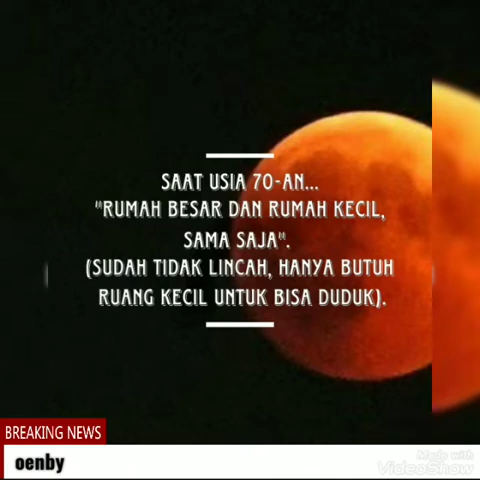 SAAT USIA 70-AN...
"RUMAH BESAR DAN RUMAH KECIL,
SAMA SAJA".
(SUDAH TIDAK LINCAH, HANYA BUTUH
RUANG KECIL UNTUK BISA DUDUK).
BREAKING NEWS
oenby
Made with
VideoShow